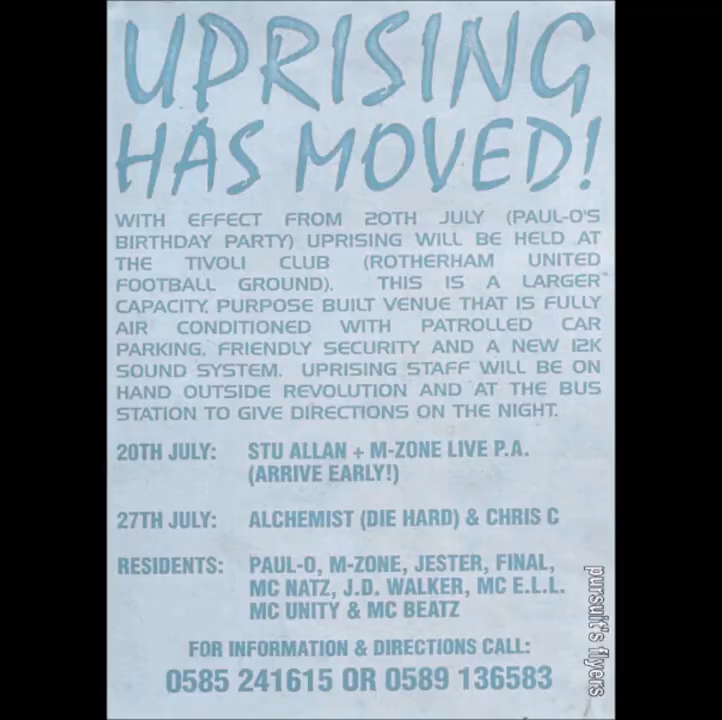 UPRISING
HAS MOVED!
WITH EFFECT FROM 20TH JULY (PAUL-O'S
BIRTHDAY PARTY) UPRISING WILL BE HELD AT
THE TIVOLI CLUB (ROTHERHAM UNITED
FOOTBALL GROUND). THIS IS A LARGER
CAPACITY, PURPOSE BUILT VENUE THAT IS FULLY
AIR CONDITIONED WITH PATROLLED CAR
PARKING, FRIENDLY SECURITY AND A NEW 12K
SOUND SYSTEM. UPRISING STAFF WILL BE ON
HAND OUTSIDE REVOLUTION AND AT THE BUS
STATION TO GIVE DIRECTIONS ON THE NIGHT.
20TH JULY: STU ALLAN + M-ZONE LIVE P.A.
(ARRIVE EARLY!)
27TH JULY: ALCHEMIST (DIE HARD) & CHRIS C
RESIDENTS: PAUL-O, M-ZONE, JESTER, FINAL,
MC NATZ, J.D. WALKER, MC E.L.L.
MC UNITY & MC BEATZ
FOR INFORMATION & DIRECTIONS CALL:
0585 241615 OR 0589 136583
pursuit's flyers